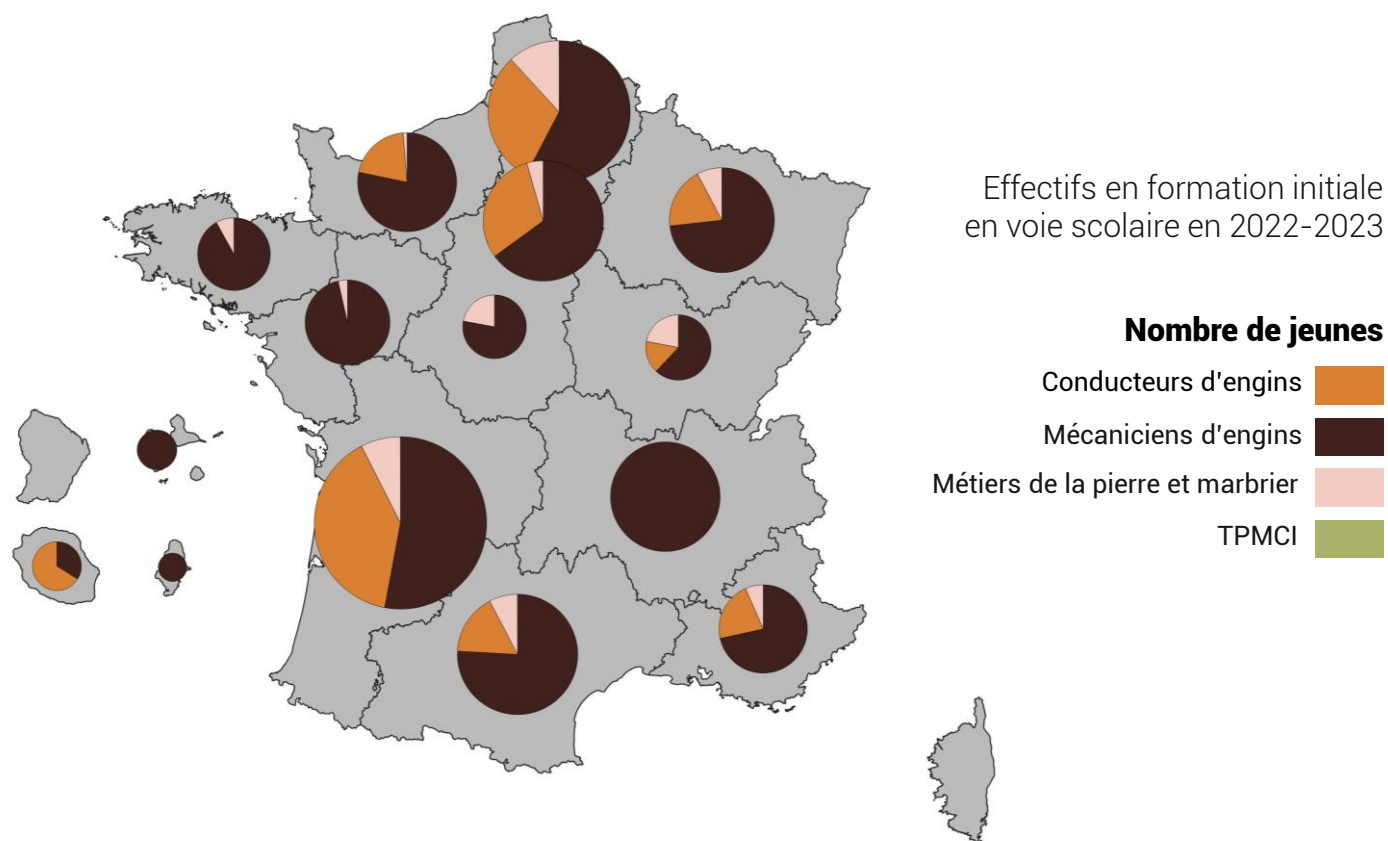 Effectifs en formation initiale
en voie scolaire en 2022-2023
Nombre de jeunes
Conducteurs d'engins
Mécaniciens d'engins
Métiers de la pierre et marbrier
TPMCI